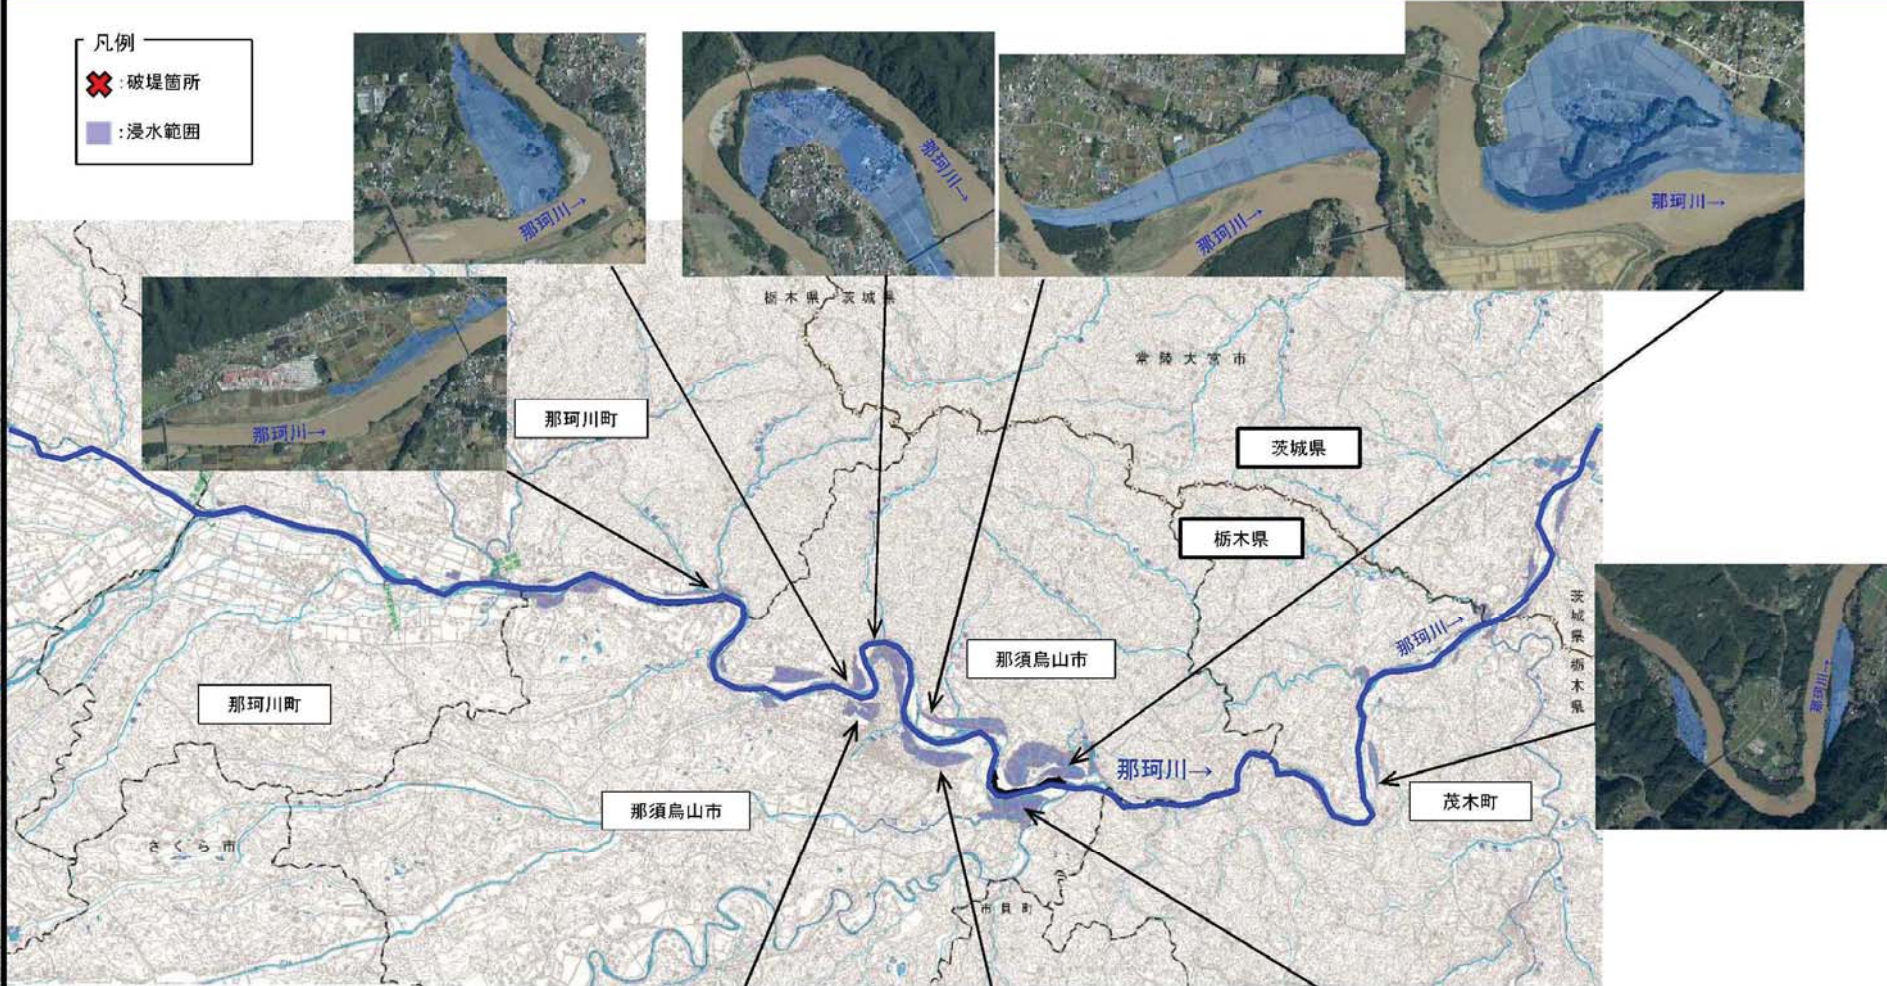 凡例
:破堤箇所
:浸水範囲
那珂川→
那珂川→
那珂川→
那珂川→
那珂川→
栃木県
茨城県
常陸大宮市
那珂川町
茨城県
栃木県
那珂川→
茨城県
栃木県
那珂川→
那須烏山市
那珂川町
那珂川→
那須烏山市
茂木町
さくら市
市貝町